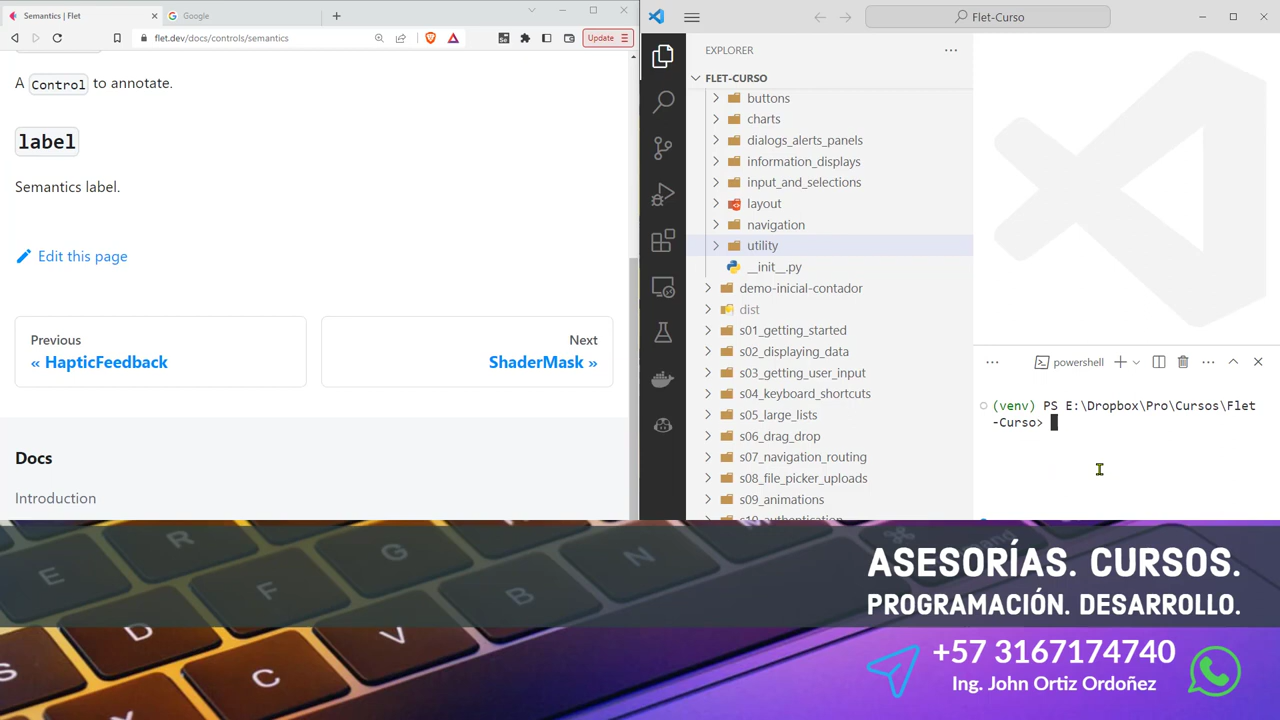 Semantics | Flet
Google
flet.dev/docs/controls/semantics
Update
A Control to annotate.
label
Semantics label.
Edit this page
Previous
« HapticFeedback
Next
ShaderMask »
Docs
Introduction
Flet-Curso
EXPLORER
FLET-CURSO
buttons
charts
dialogs_alerts_panels
information_displays
input_and_selections
layout
navigation
utility
__init__.py
demo-inicial-contador
dist
s01_getting_started
s02_displaying_data
s03_getting_user_input
s04_keyboard_shortcuts
s05_large_lists
s06_drag_drop
s07_navigation_routing
s08_file_picker_uploads
s09_animations
s10_authentication
powershell
(venv) PS E:\Dropbox\Pro\Cursos\Flet
-Curso>
ASESORÍAS. CURSOS.
PROGRAMACIÓN. DESARROLLO.
+57 3167174740
Ing. John Ortiz Ordoñez